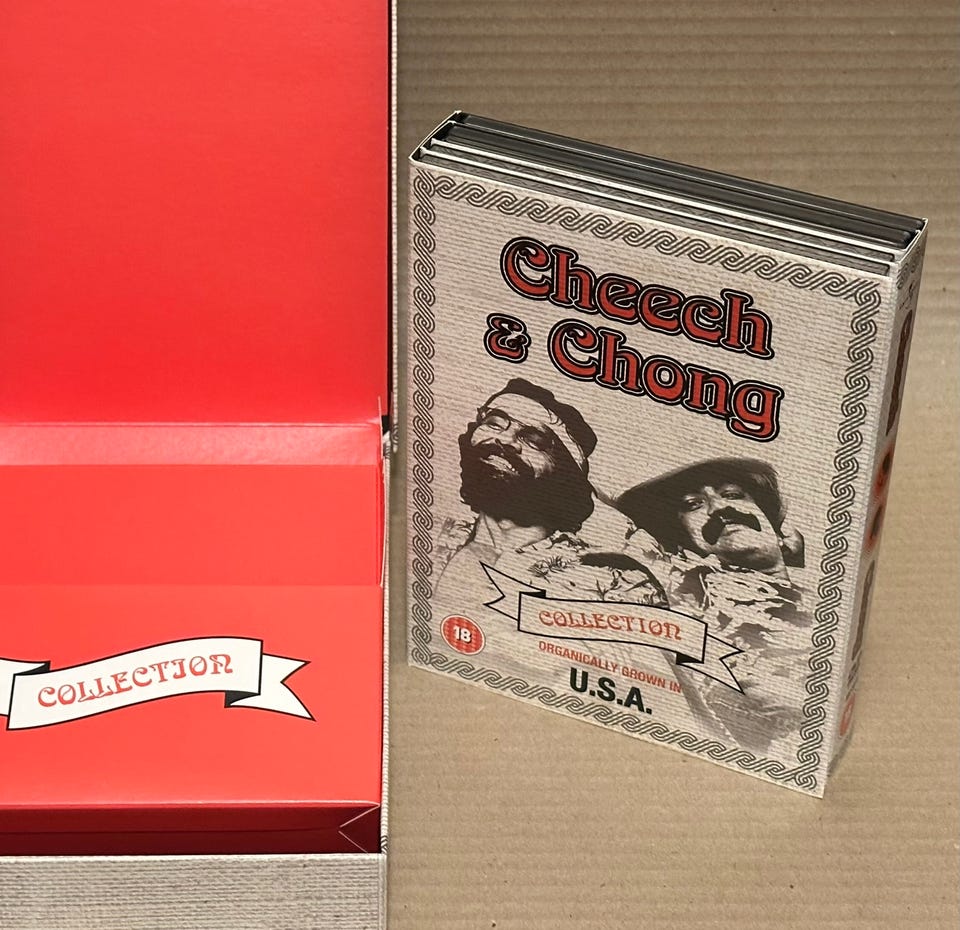 COLLECTION
Cheech
& Chong
COLLECTION
18
ORGANICALLY GROWN IN
U.S.A.